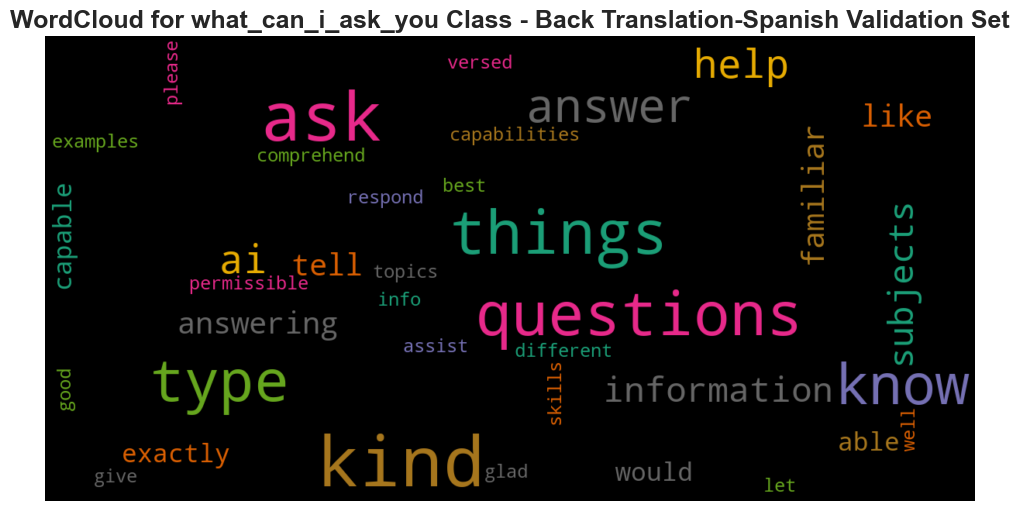 WordCloud for what_can_i_ask_you Class - Back Translation-Spanish Validation Set
please
versed
help
ask
answer
like
examples
capabilities
comprehend
familiar
capable
respond
best
things
subjects
ai
tell
topics
permissible
info
questions
answering
assist
different
good
type
skills
information
know
kind
exactly
able
well
give
glad
would
let